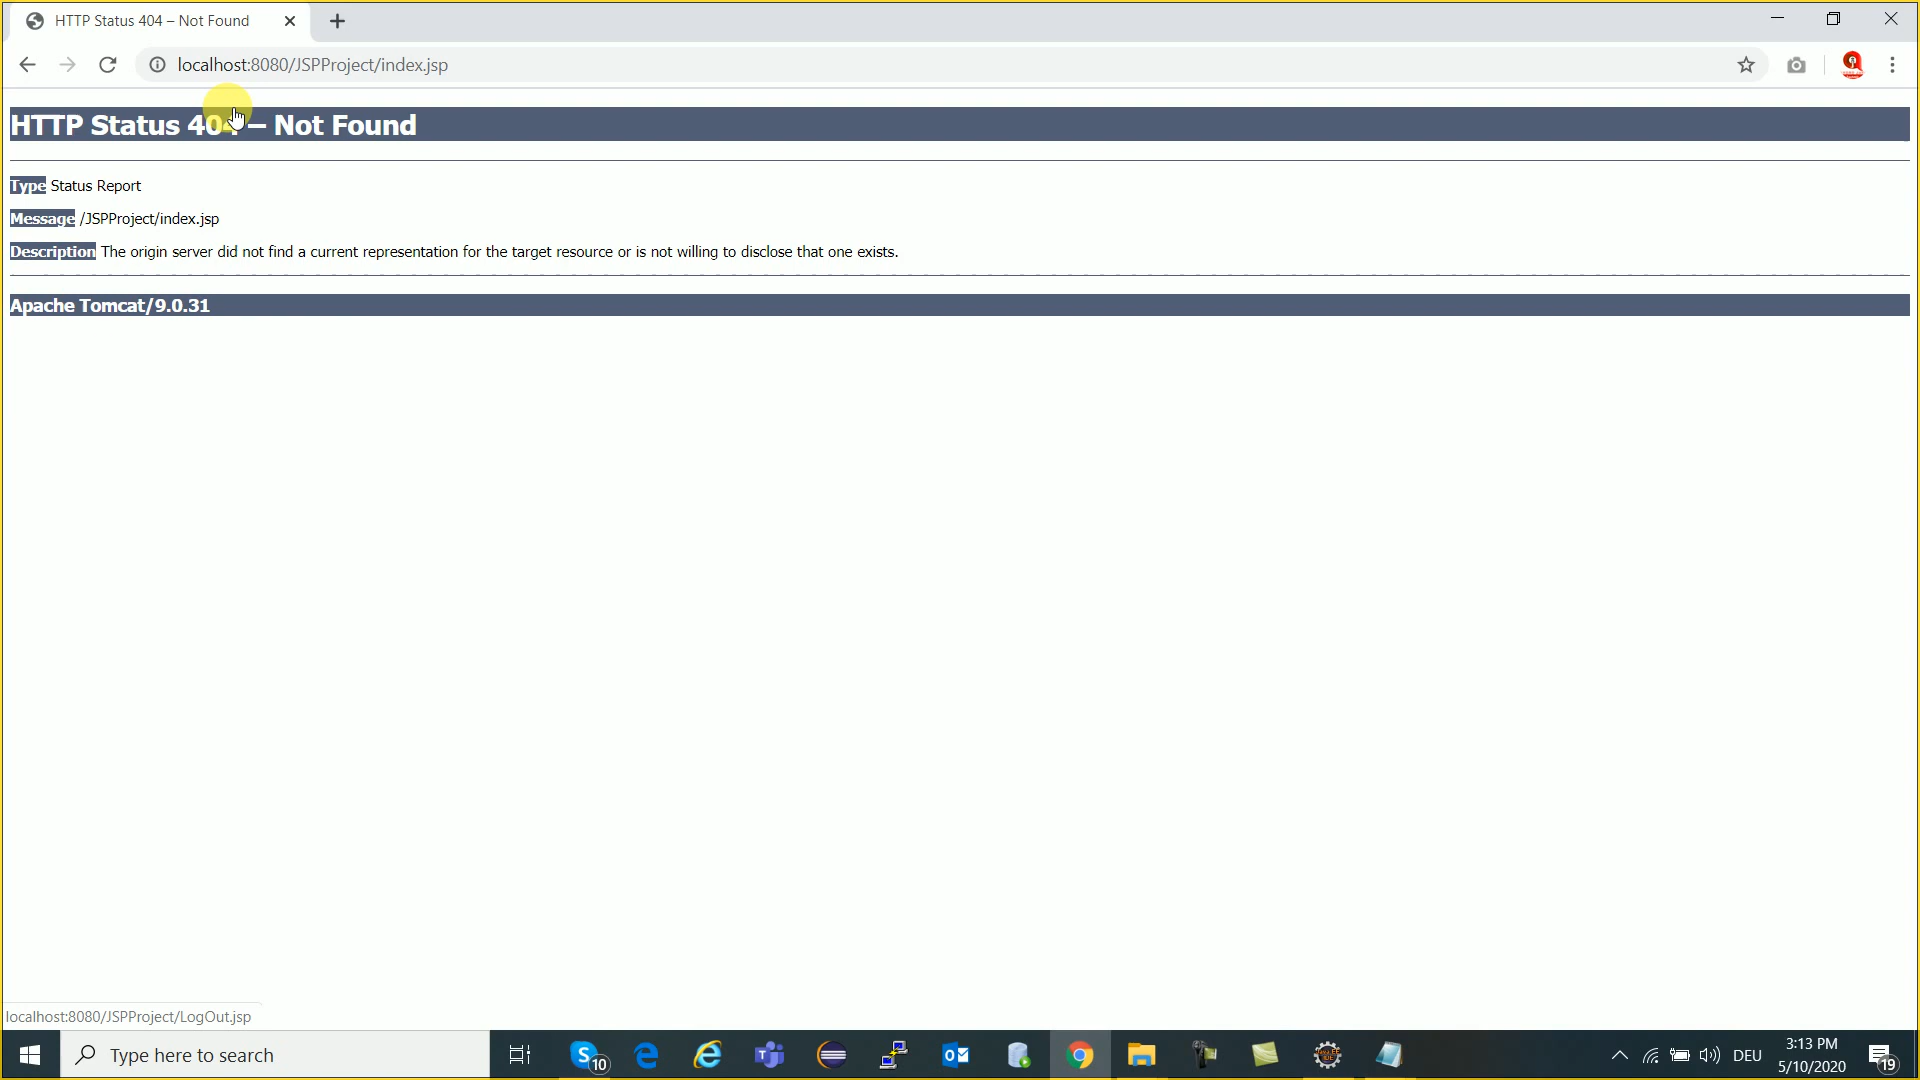 HTTP Status 404 – Not Found
localhost:8080/JSPProject/index.jsp
HTTP Status 404 – Not Found
Type Status Report
Message /JSPProject/index.jsp
Description The origin server did not find a current representation for the target resource or is not willing to disclose that one exists.
Apache Tomcat/9.0.31
localhost:8080/JSPProject/LogOut.jsp
Type here to search
10
DEU
3:13 PM
5/10/2020
19